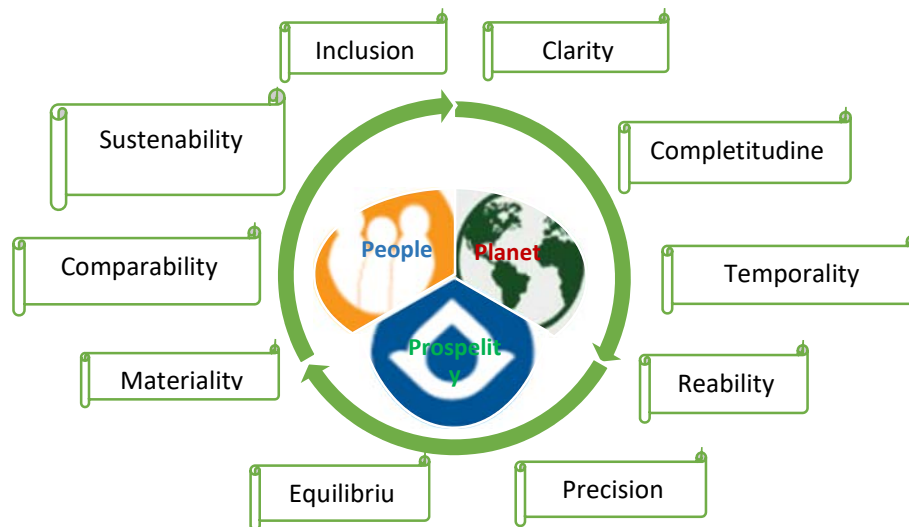 Inclusion
Clarity
Sustenability
Completitudine
People
Planet
Comparability
Temporality
Prospelit
y
Materiality
Reability
Equilibriu
Precision